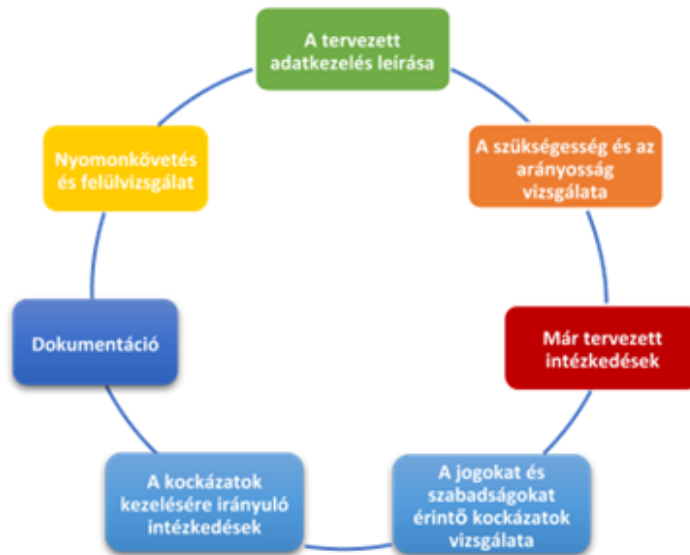 A tervezett
adatkezelés leírása
A szükségesség és az
arányosság
vizsgálata
Már tervezett
intézkedések
A jogokat és
szabadságokat
érintő kockázatok
vizsgálata
A kockázatok
kezelésére irányuló
intézkedések
Dokumentáció
Nyomonkövetés
és felülvizsgálat